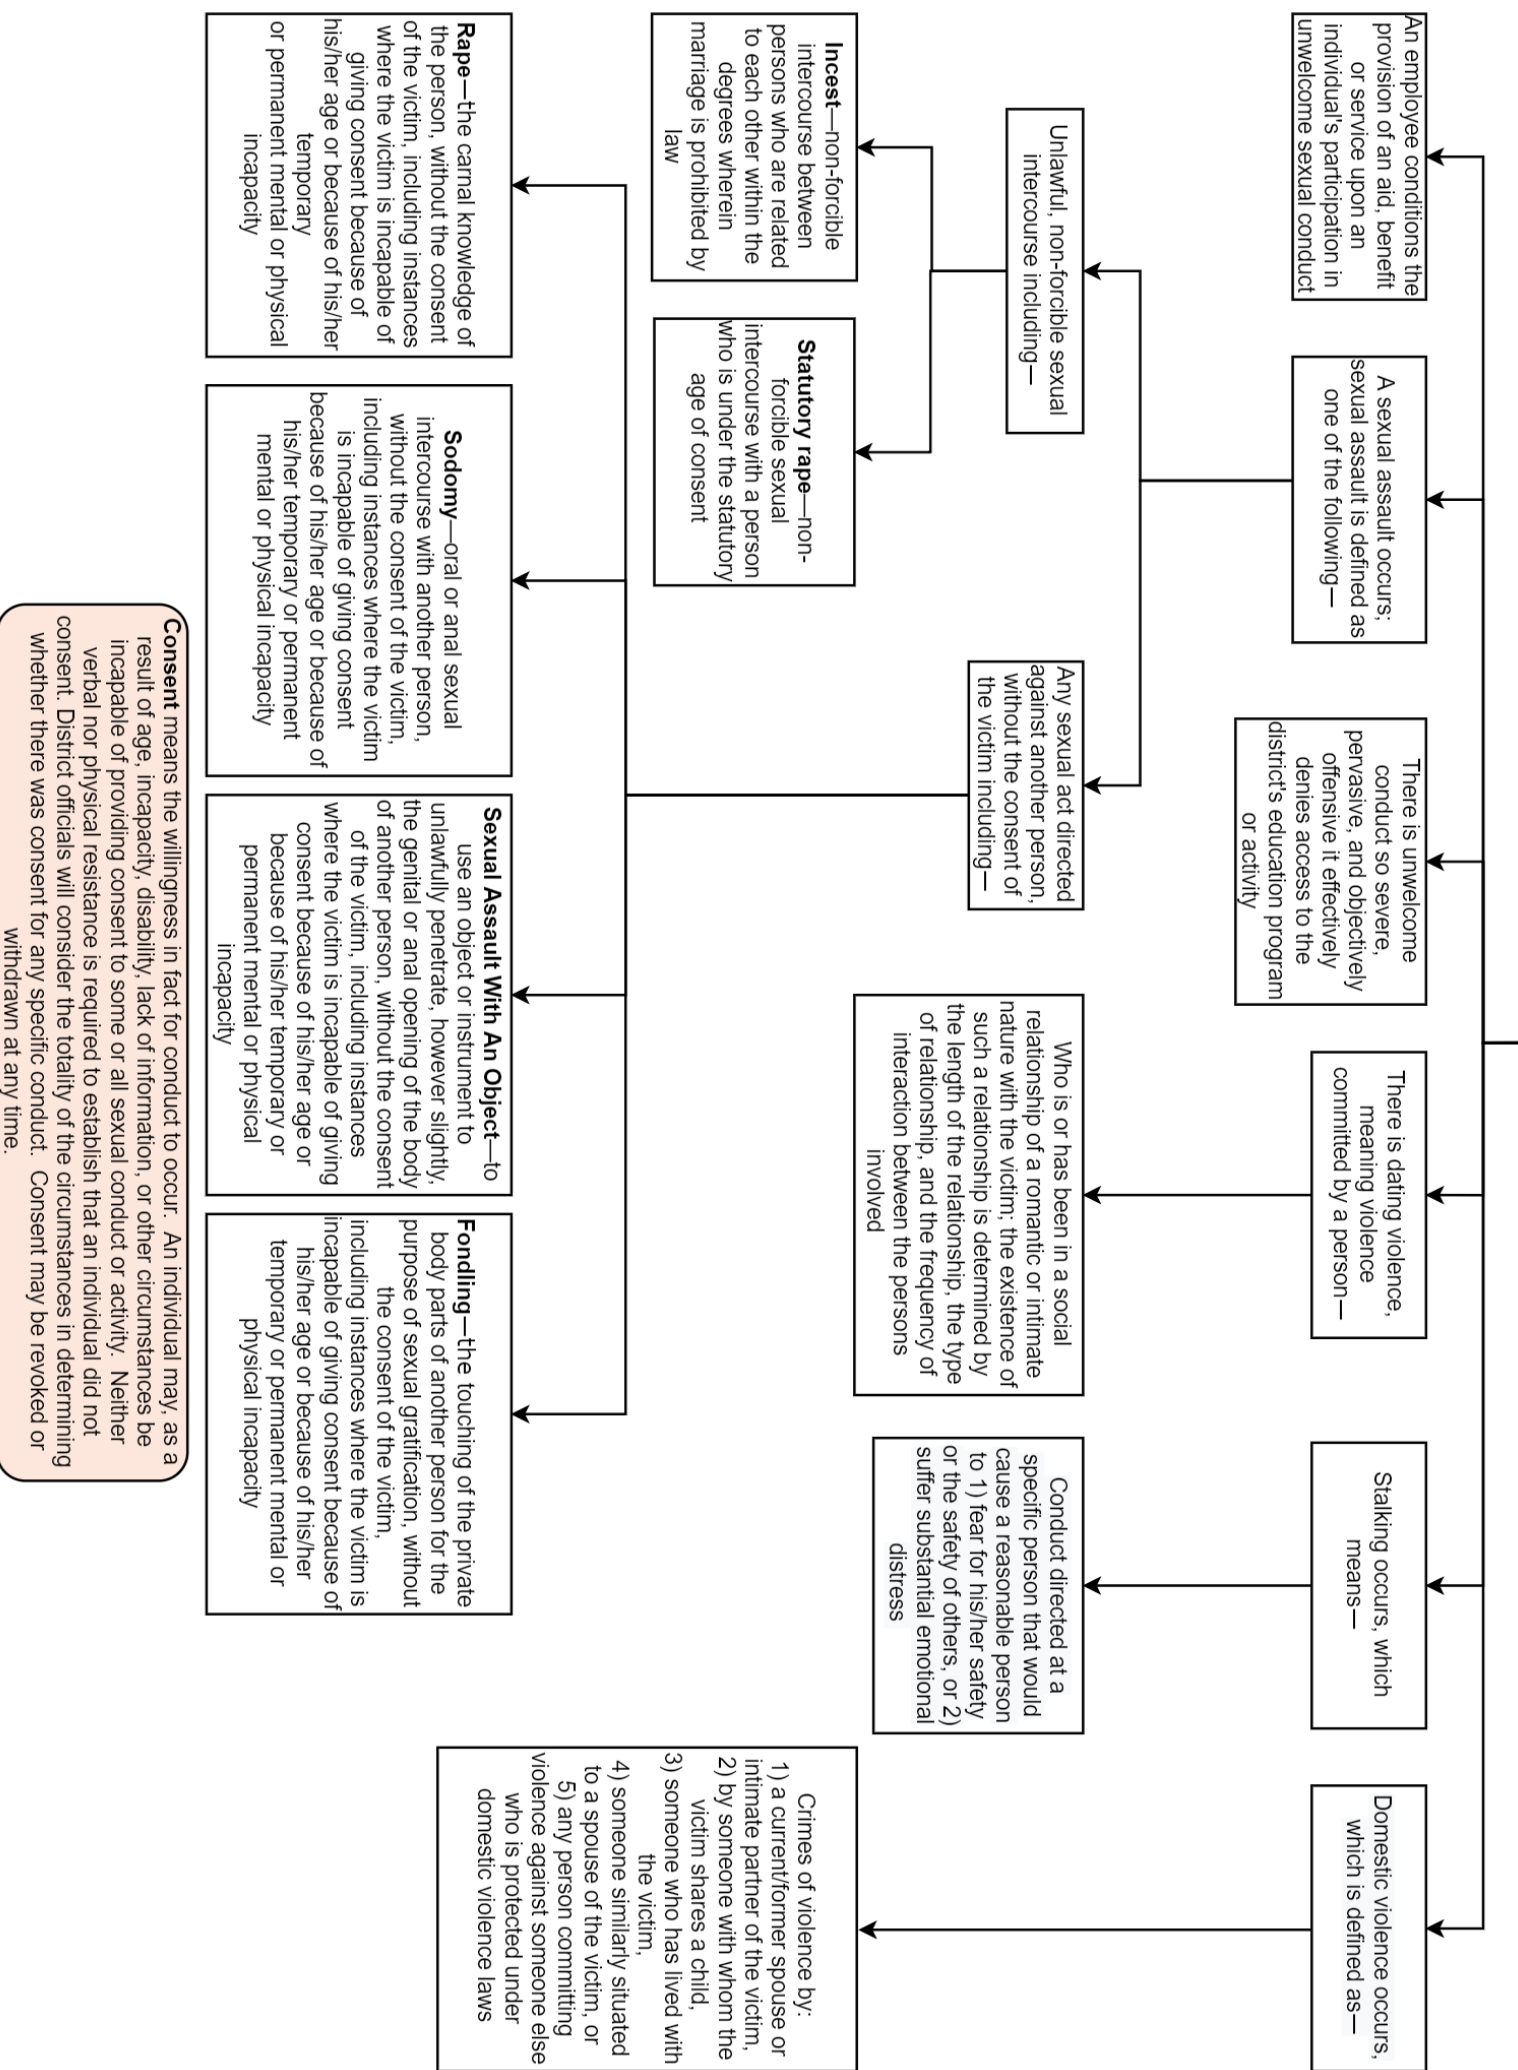 An employee conditions the
provision of an aid, benefit
or service upon an
individual's participation in
unwelcome sexual conduct
A sexual assault occurs;
sexual assault is defined as
one of the following—
There is unwelcome
conduct so severe,
pervasive, and objectively
offensive it effectively
denies access to the
district's education program
or activity
There is dating violence,
meaning violence
committed by a person—
Stalking occurs, which
means—
Domestic violence occurs,
which is defined as—
Unlawful, non-forcible sexual
intercourse including—
Any sexual act directed
against another person,
without the consent of
the victim including—
Who is or has been in a social
relationship of a romantic or intimate
nature with the victim; the existence of
such a relationship is determined by
the length of the relationship, the type
of relationship, and the frequency of
interaction between the persons
involved
Conduct directed at a
specific person that would
cause a reasonable person
to 1) fear for his/her safety
or the safety of others, or 2)
suffer substantial emotional
distress
Incest—non-forcible
intercourse between
persons who are related
to each other within the
degrees wherein
marriage is prohibited by
law
Statutory rape—non-
forcible sexual
intercourse with a person
who is under the statutory
age of consent
Crimes of violence by:
1) a current/former spouse or
intimate partner of the victim,
2) by someone with whom the
victim shares a child,
3) someone who has lived with
the victim,
4) someone similarly situated
to a spouse of the victim, or
5) any person committing
violence against someone else
who is protected under
domestic violence laws
Rape—the carnal knowledge of
the person, without the consent
of the victim, including instances
where the victim is incapable of
giving consent because of
his/her age or because of his/her
temporary
or permanent mental or physical
incapacity
Sodomy—oral or anal sexual
intercourse with another person,
without the consent of the victim,
including instances where the victim
is incapable of giving consent
because of his/her age or because of
his/her temporary or permanent
mental or physical incapacity
Sexual Assault With An Object—to
use an object or instrument to
unlawfully penetrate, however slightly,
the genital or anal opening of the body
of another person, without the consent
of the victim, including instances
where the victim is incapable of giving
consent because of his/her age or
because of his/her temporary or
permanent mental or physical
incapacity
Fondling—the touching of the private
body parts of another person for the
purpose of sexual gratification, without
the consent of the victim,
including instances where the victim is
incapable of giving consent because of
his/her age or because of his/her
temporary or permanent mental or
physical incapacity
Consent means the willingness in fact for conduct to occur. An individual may, as a
result of age, incapacity, disability, lack of information, or other circumstances be
incapable of providing consent to some or all sexual conduct or activity. Neither
verbal nor physical resistance is required to establish that an individual did not
consent. District officials will consider the totality of the circumstances in determining
whether there was consent for any specific conduct. Consent may be revoked or
withdrawn at any time.